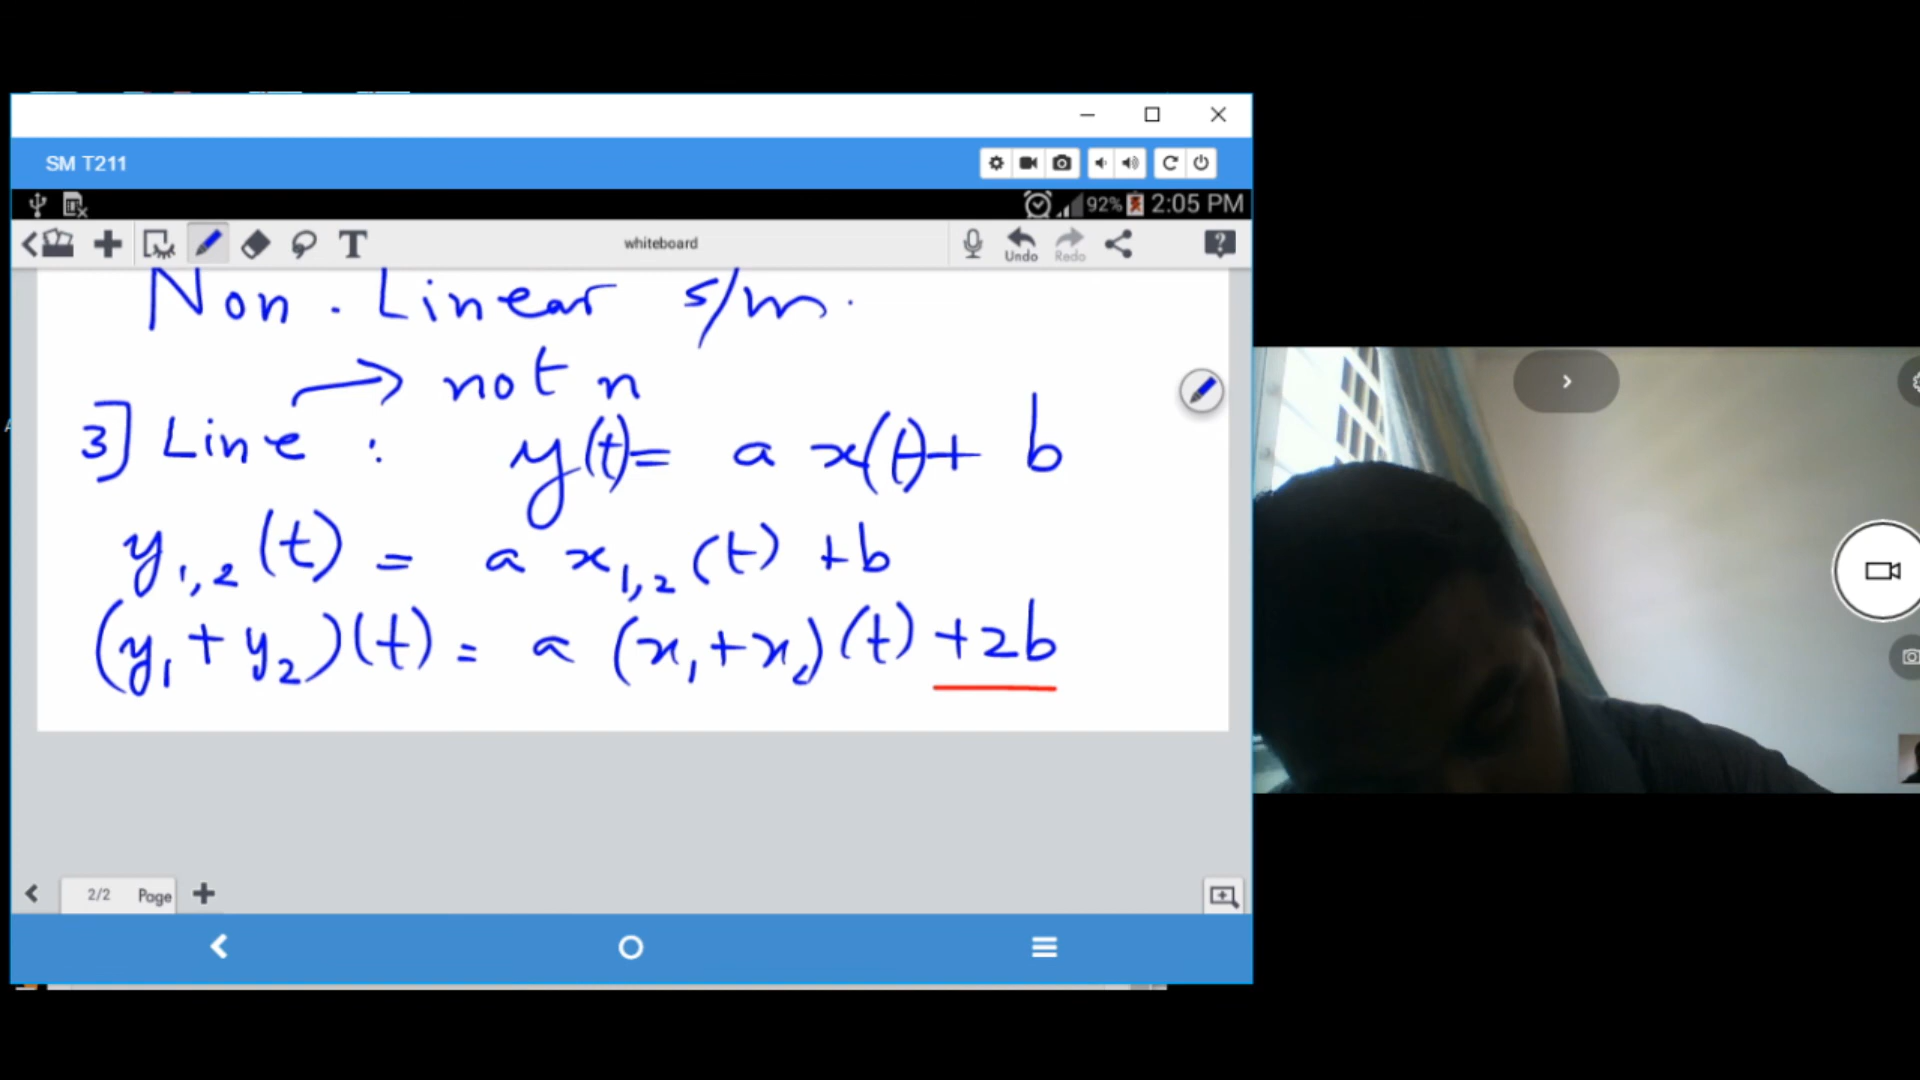 SM T211
92% 2:05 PM
T whiteboard Undo Redo
Non. Linear s/m.
not n
3] Line : y(t)= a x(t)+ b
y₁,₂(t) = a x₁,₂(t) +b
(y₁+y₂)(t) = a (x₁+x₂)(t) +2b
2/2 Page